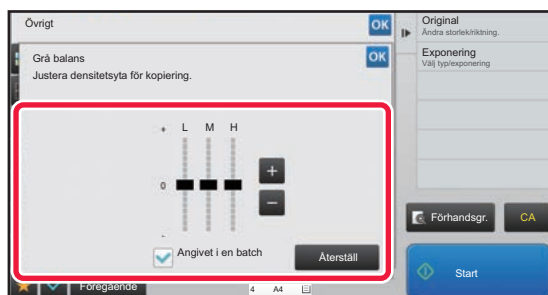 Övrigt
OK
Grå balans
OK
Justera densitetsyta för kopiering.
+ L M H
+
0
−
-
Angivet i en batch
Återställ
Föregående
4 A4
Original
Ändra storlek/riktning.
Exponering
Välj typ/exponering
Förhandsgr.
CA
Start